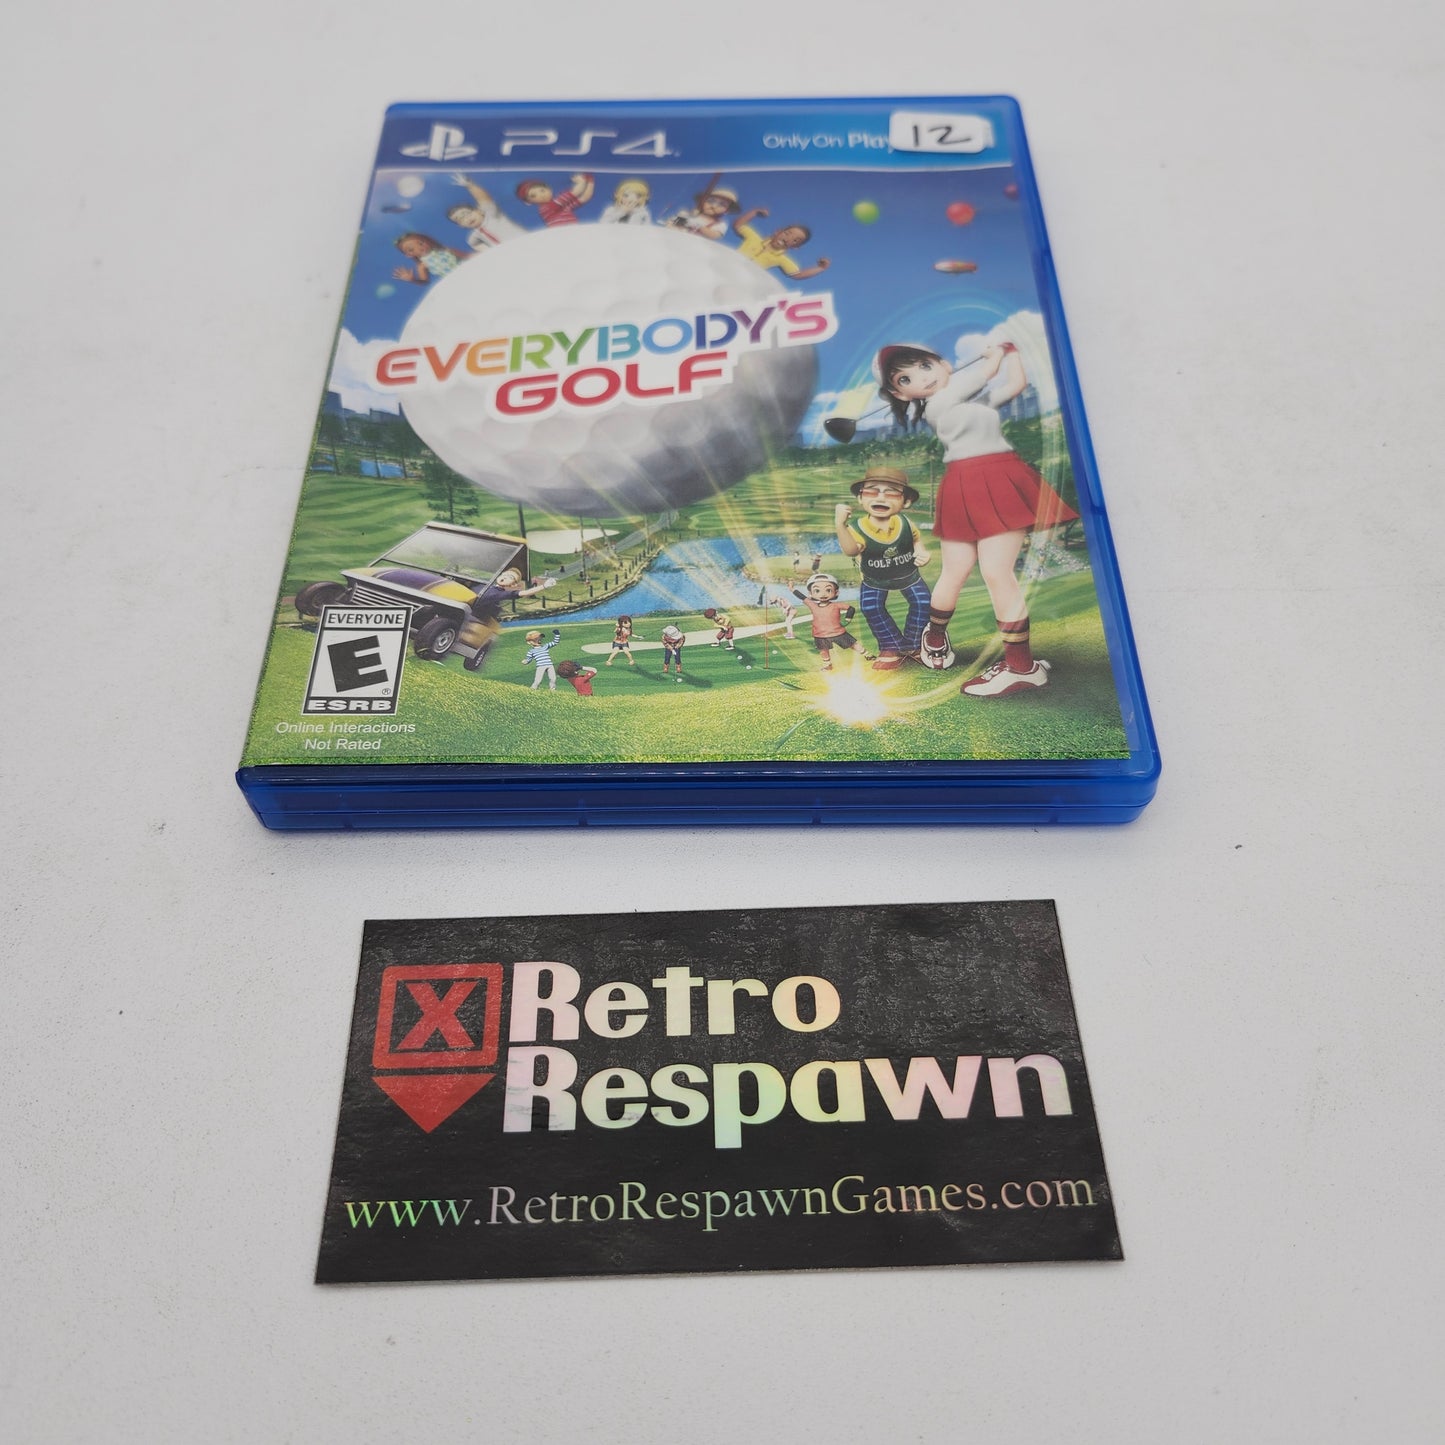 PS4
Only On Play
12
EVERYBODY'S
GOLF
GOLF TOUR
EVERYONE
E
ESRB
Online Interactions
Not Rated
X
Retro
Respawn
www.RetroRespawnGames.com